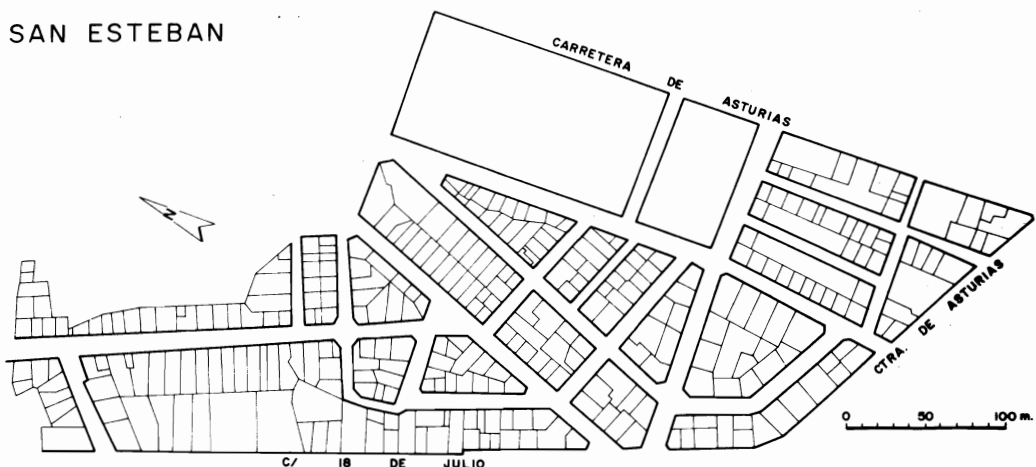 SAN ESTEBAN
CARRETERA DE ASTURIAS
N
CTRA. DE ASTURIAS
0 50 100 m.
C/ 18 DE JULIO